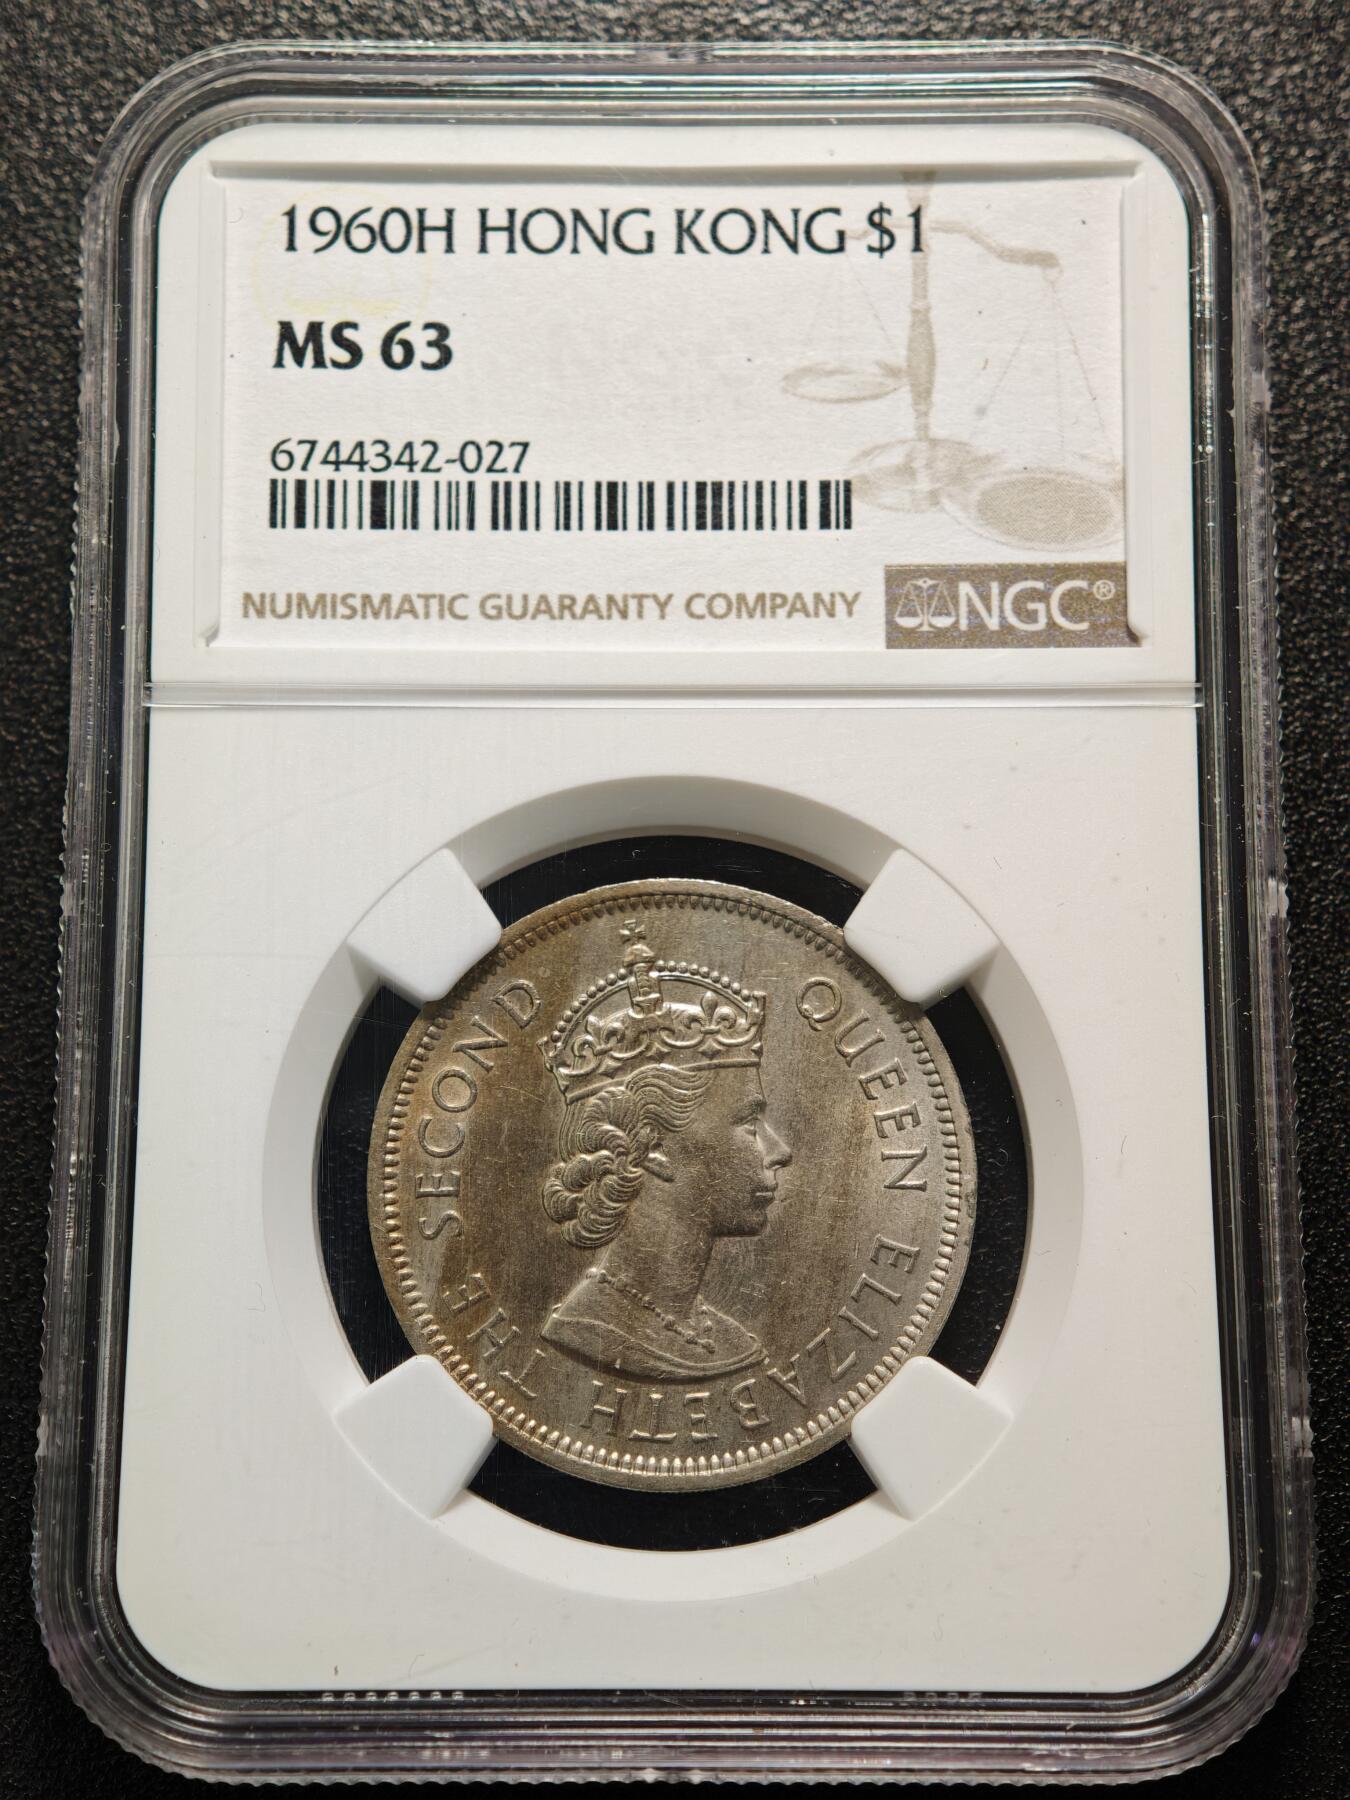 1960H HONG KONG $1
MS 63
6744342-027
NUMISMATIC GUARANTY COMPANY
NGC®
QUEEN ELIZABETH THE SECOND